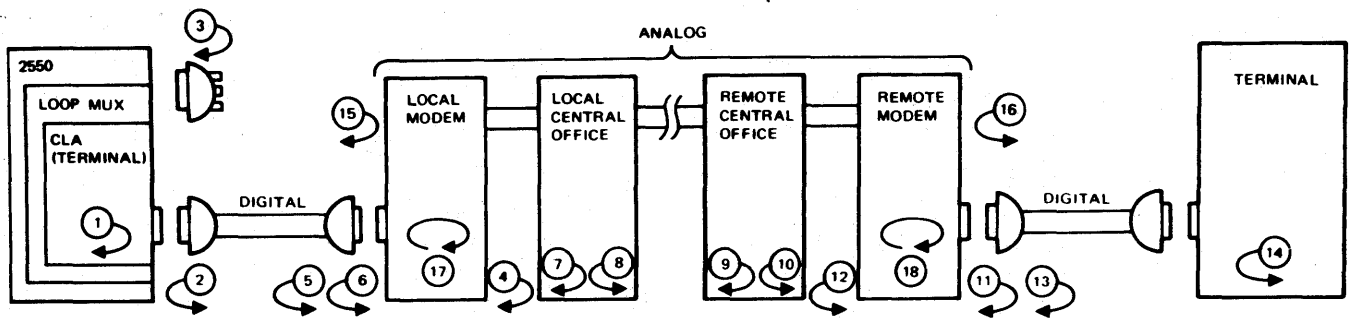 ANALOG
3
2550
LOOP MUX
CLA
(TERMINAL)
1
2
DIGITAL
5
6
15
LOCAL
MODEM
17
4
LOCAL
CENTRAL
OFFICE
7
8
REMOTE
CENTRAL
OFFICE
9
10
12
REMOTE
MODEM
18
16
11
13
DIGITAL
TERMINAL
14